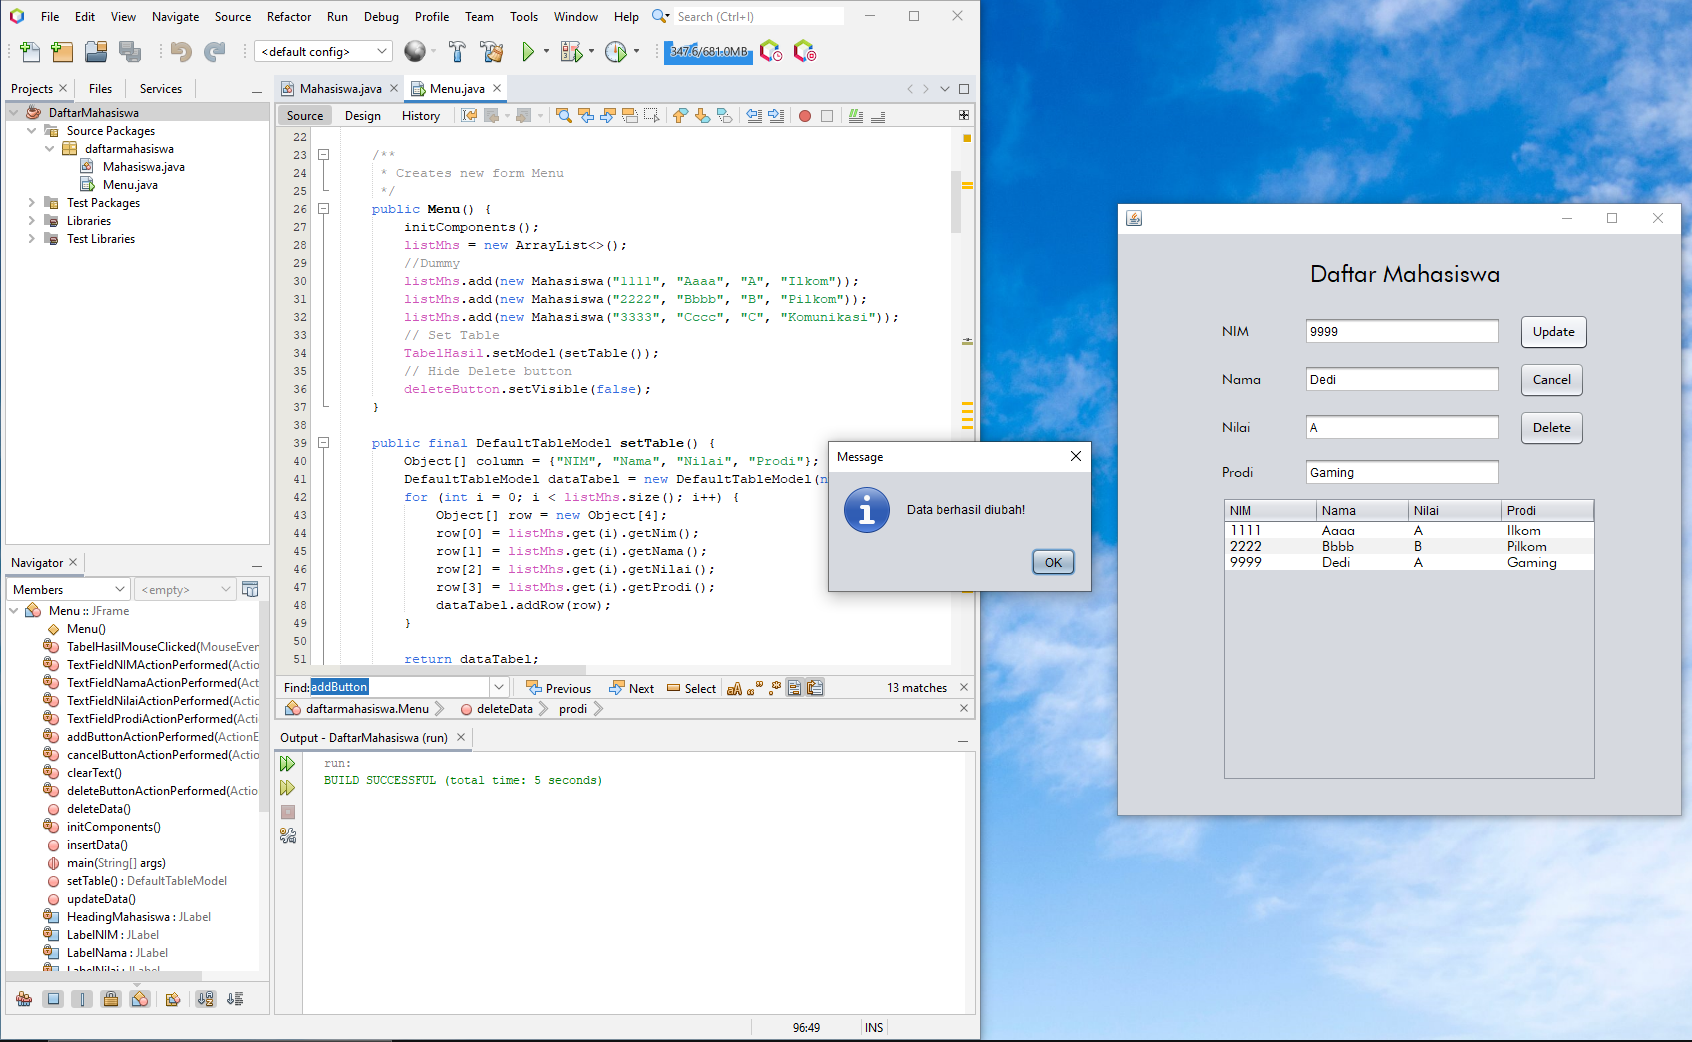 File Edit View Navigate Source Refactor Run Debug Profile Team Tools Window Help Search (Ctrl+I)
<default config> 347.6/681.0MB
Projects Files Services
DaftarMahasiswa
Source Packages
daftarmahasiswa
Mahasiswa.java
Menu.java
Test Packages
Libraries
Test Libraries
Mahasiswa.java Menu.java
Source Design History
22
23 /**
24 * Creates new form Menu
25 */
26 public Menu() {
27 initComponents();
28 listMhs = new ArrayList<>();
29 //Dummy
30 listMhs.add(new Mahasiswa("1111", "Aaaa", "A", "Ilkom"));
31 listMhs.add(new Mahasiswa("2222", "Bbbb", "B", "Pilkom"));
32 listMhs.add(new Mahasiswa("3333", "Cccc", "C", "Komunikasi"));
33 // Set Table
34 TabelHasil.setModel(setTable());
35 // Hide Delete button
36 deleteButton.setVisible(false);
37 }
38
39 public final DefaultTableModel setTable() {
40 Object[] column = {"NIM", "Nama", "Nilai", "Prodi"};
41 DefaultTableModel dataTabel = new DefaultTableModel(n
42 for (int i = 0; i < listMhs.size(); i++) {
43 Object[] row = new Object[4];
44 row[0] = listMhs.get(i).getNim();
45 row[1] = listMhs.get(i).getNama();
46 row[2] = listMhs.get(i).getNilai();
47 row[3] = listMhs.get(i).getProdi();
48 dataTabel.addRow(row);
49 }
50
51 return dataTabel;
Find: addButton Previous Next Select 13 matches
daftarmahasiswa.Menu deleteData prodi
Navigator
Members <empty>
Menu :: JFrame
Menu()
TabelHasilMouseClicked(MouseEven
TextFieldNIMActionPerformed(Actio
TextFieldNamaActionPerformed(Act
TextFieldNilaiActionPerformed(Actio
TextFieldProdiActionPerformed(Acti
addButtonActionPerformed(ActionE
cancelButtonActionPerformed(Actio
clearText()
deleteButtonActionPerformed(Actio
deleteData()
initComponents()
insertData()
main(String[] args)
setTable() : DefaultTableModel
updateData()
HeadingMahasiswa : JLabel
LabelNIM : JLabel
LabelNama : JLabel
LabelNilai : JLabel
Output - DaftarMahasiswa (run)
run:
BUILD SUCCESSFUL (total time: 5 seconds)
96:49 INS
Message
Data berhasil diubah!
OK
Daftar Mahasiswa
NIM 9999 Update
Nama Dedi Cancel
Nilai A Delete
Prodi Gaming
NIM Nama Nilai Prodi
1111 Aaaa A Ilkom
2222 Bbbb B Pilkom
9999 Dedi A Gaming